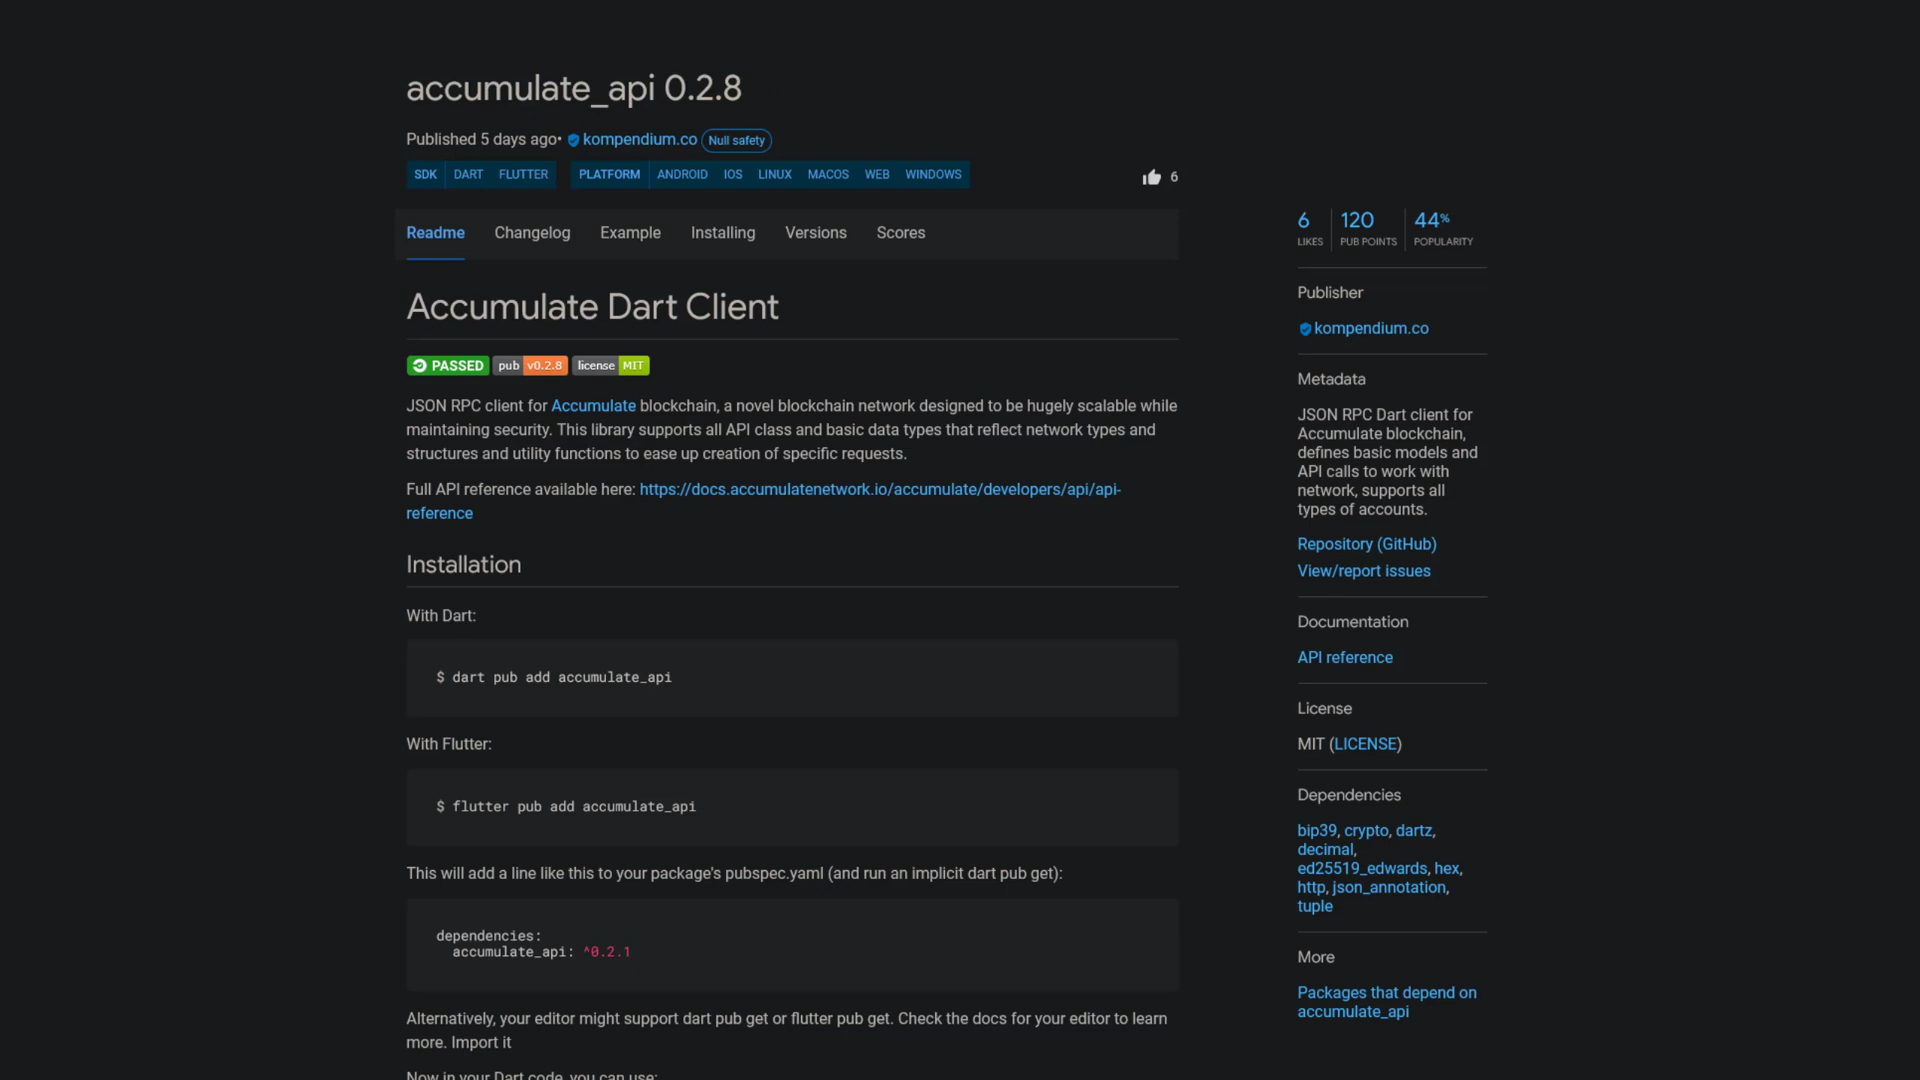 accumulate_api 0.2.8
Published 5 days ago• kompendium.co Null safety
SDK DART FLUTTER PLATFORM ANDROID IOS LINUX MACOS WEB WINDOWS
6
Readme Changelog Example Installing Versions Scores
Accumulate Dart Client
PASSED pub v0.2.8 license MIT
JSON RPC client for Accumulate blockchain, a novel blockchain network designed to be hugely scalable while
maintaining security. This library supports all API class and basic data types that reflect network types and
structures and utility functions to ease up creation of specific requests.
Full API reference available here: https://docs.accumulatenetwork.io/accumulate/developers/api/api-
reference
Installation
With Dart:
$ dart pub add accumulate_api
With Flutter:
$ flutter pub add accumulate_api
This will add a line like this to your package's pubspec.yaml (and run an implicit dart pub get):
dependencies:
accumulate_api: ^0.2.1
Alternatively, your editor might support dart pub get or flutter pub get. Check the docs for your editor to learn
more. Import it
Now in your Dart code, you can use:
6 120 44%
LIKES PUB POINTS POPULARITY
Publisher
kompendium.co
Metadata
JSON RPC Dart client for
Accumulate blockchain,
defines basic models and
API calls to work with
network, supports all
types of accounts.
Repository (GitHub)
View/report issues
Documentation
API reference
License
MIT (LICENSE)
Dependencies
bip39, crypto, dartz,
decimal,
ed25519_edwards, hex,
http, json_annotation,
tuple
More
Packages that depend on
accumulate_api